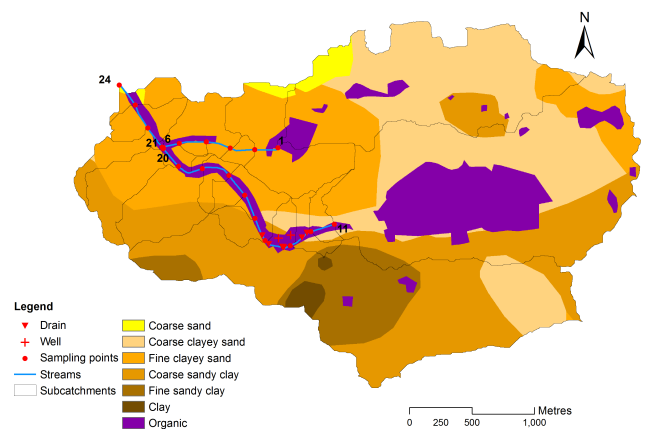 N
24
21
6
1
20
11
Legend
Drain
Well
Sampling points
Streams
Subcatchments
Coarse sand
Coarse clayey sand
Fine clayey sand
Coarse sandy clay
Fine sandy clay
Clay
Organic
Metres
0 250 500 1,000